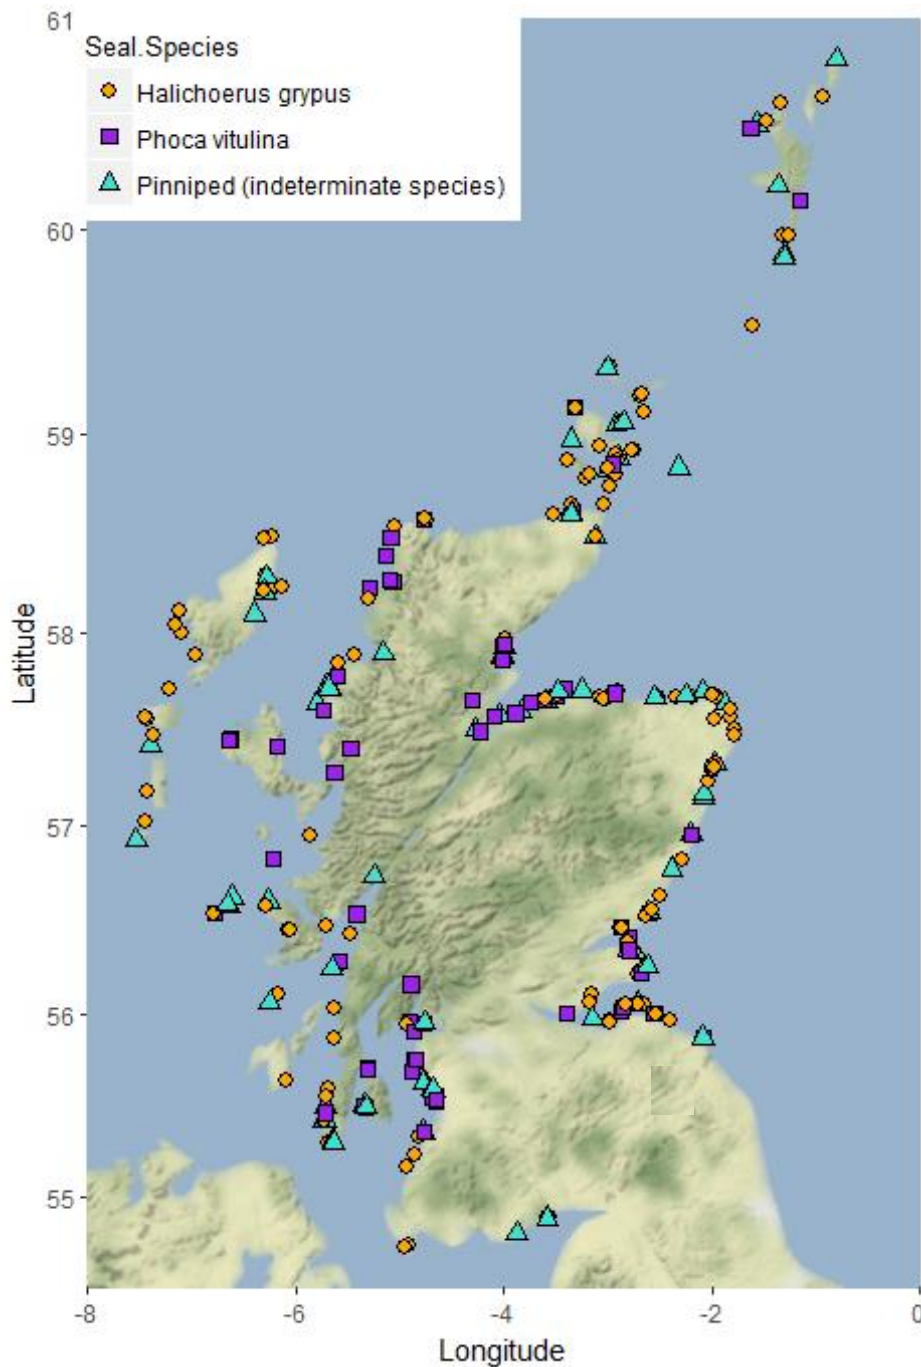 61
Seal.Species
Halichoerus grypus
Phoca vitulina
Pinniped (indeterminate species)
60
59
58
57
56
55
-8 -6 -4 -2 0
Latitude
Longitude